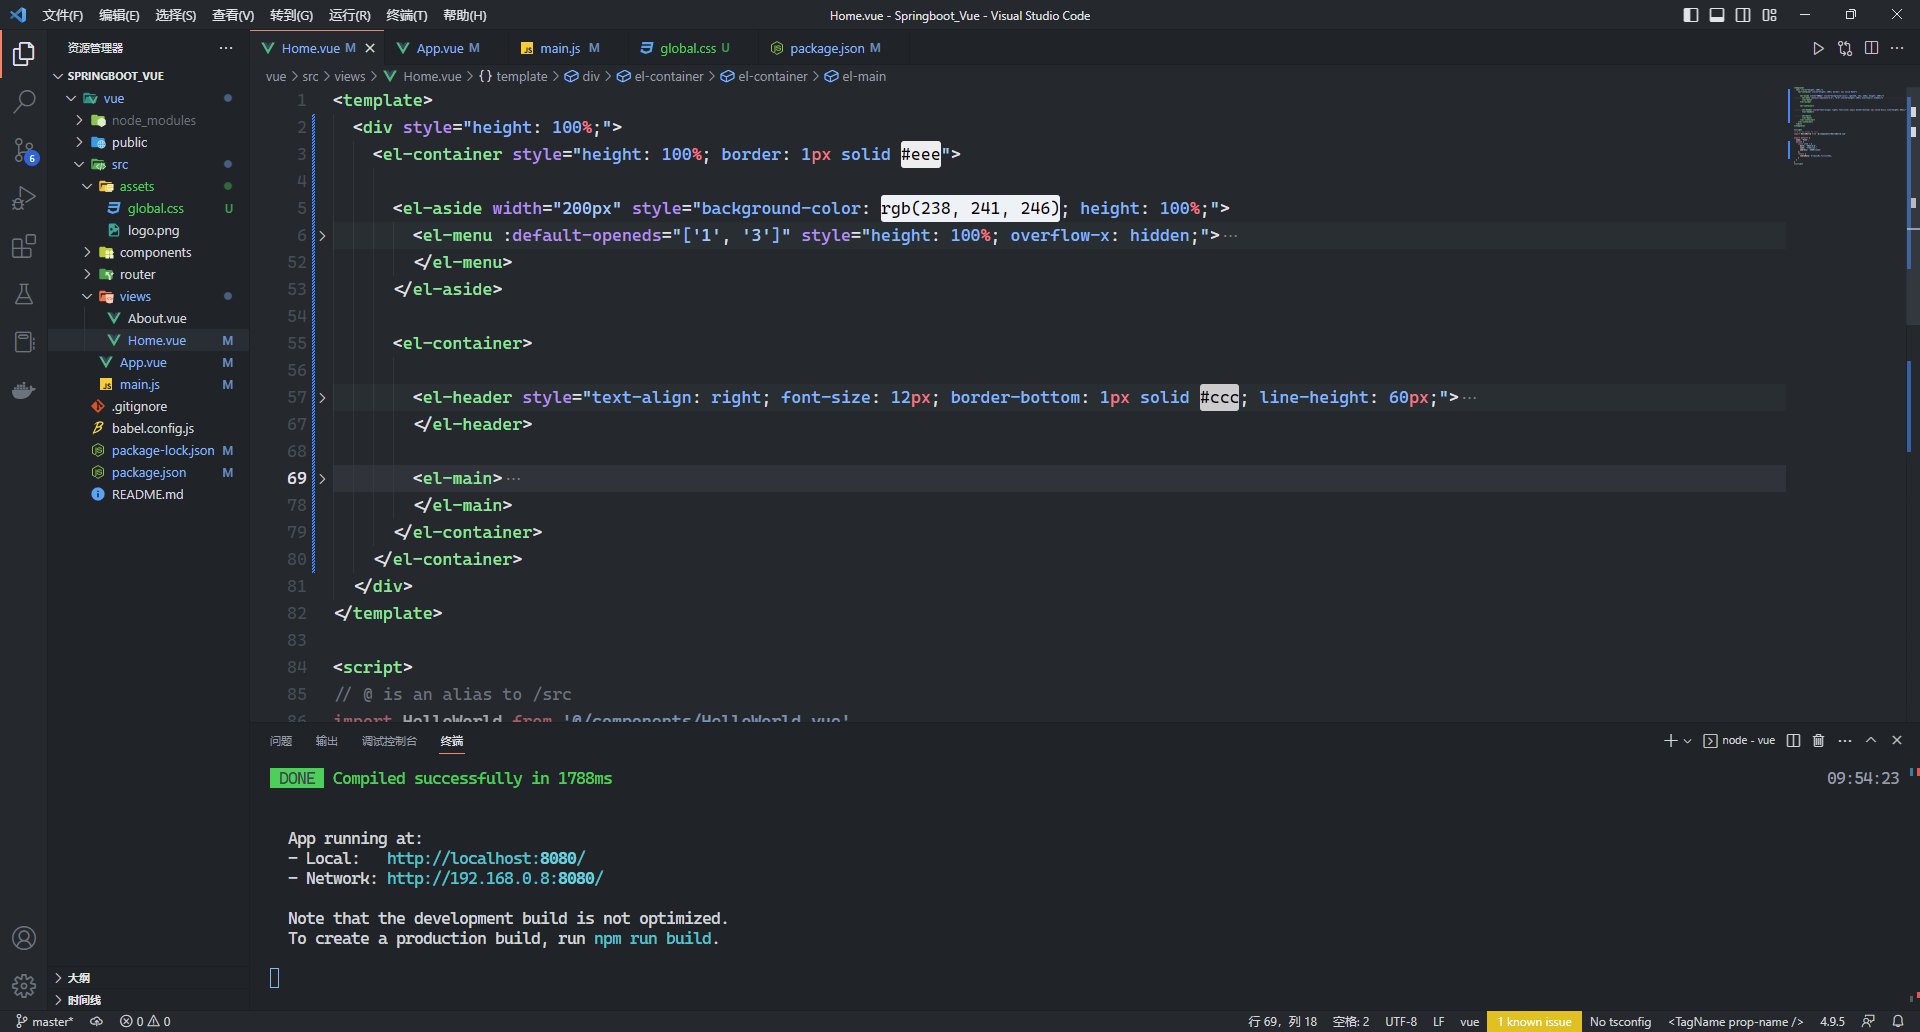 文件(F) 编辑(E) 选择(S) 查看(V) 转到(G) 运行(R) 终端(T) 帮助(H)
Home.vue - Springboot_Vue - Visual Studio Code
资源管理器
SPRINGBOOT_VUE
vue
node_modules
public
src
assets
global.css U
logo.png
components
router
views
About.vue
Home.vue M
App.vue M
main.js M
.gitignore
babel.config.js
package-lock.json M
package.json M
README.md
大纲
时间线
6
Home.vue M App.vue M main.js M global.css U package.json M
vue > src > views > Home.vue > {} template > div > el-container > el-container > el-main
1 <template>
2 <div style="height: 100%;">
3 <el-container style="height: 100%; border: 1px solid #eee">
4
5 <el-aside width="200px" style="background-color: rgb(238, 241, 246); height: 100%;">
6 <el-menu :default-openeds="['1', '3']" style="height: 100%; overflow-x: hidden;">···
52 </el-menu>
53 </el-aside>
54
55 <el-container>
56
57 <el-header style="text-align: right; font-size: 12px; border-bottom: 1px solid #ccc; line-height: 60px;">···
67 </el-header>
68
69 <el-main>···
78 </el-main>
79 </el-container>
80 </el-container>
81 </div>
82 </template>
83
84 <script>
85 // @ is an alias to /src
86 import HelloWorld from '@/components/HelloWorld.vue'
问题 输出 调试控制台 终端
node - vue
DONE Compiled successfully in 1788ms 09:54:23
App running at:
- Local: http://localhost:8080/
- Network: http://192.168.0.8:8080/
Note that the development build is not optimized.
To create a production build, run npm run build.
master* 0 0
行 69，列 18 空格: 2 UTF-8 LF vue 1 known issue No tsconfig <TagName prop-name /> 4.9.5